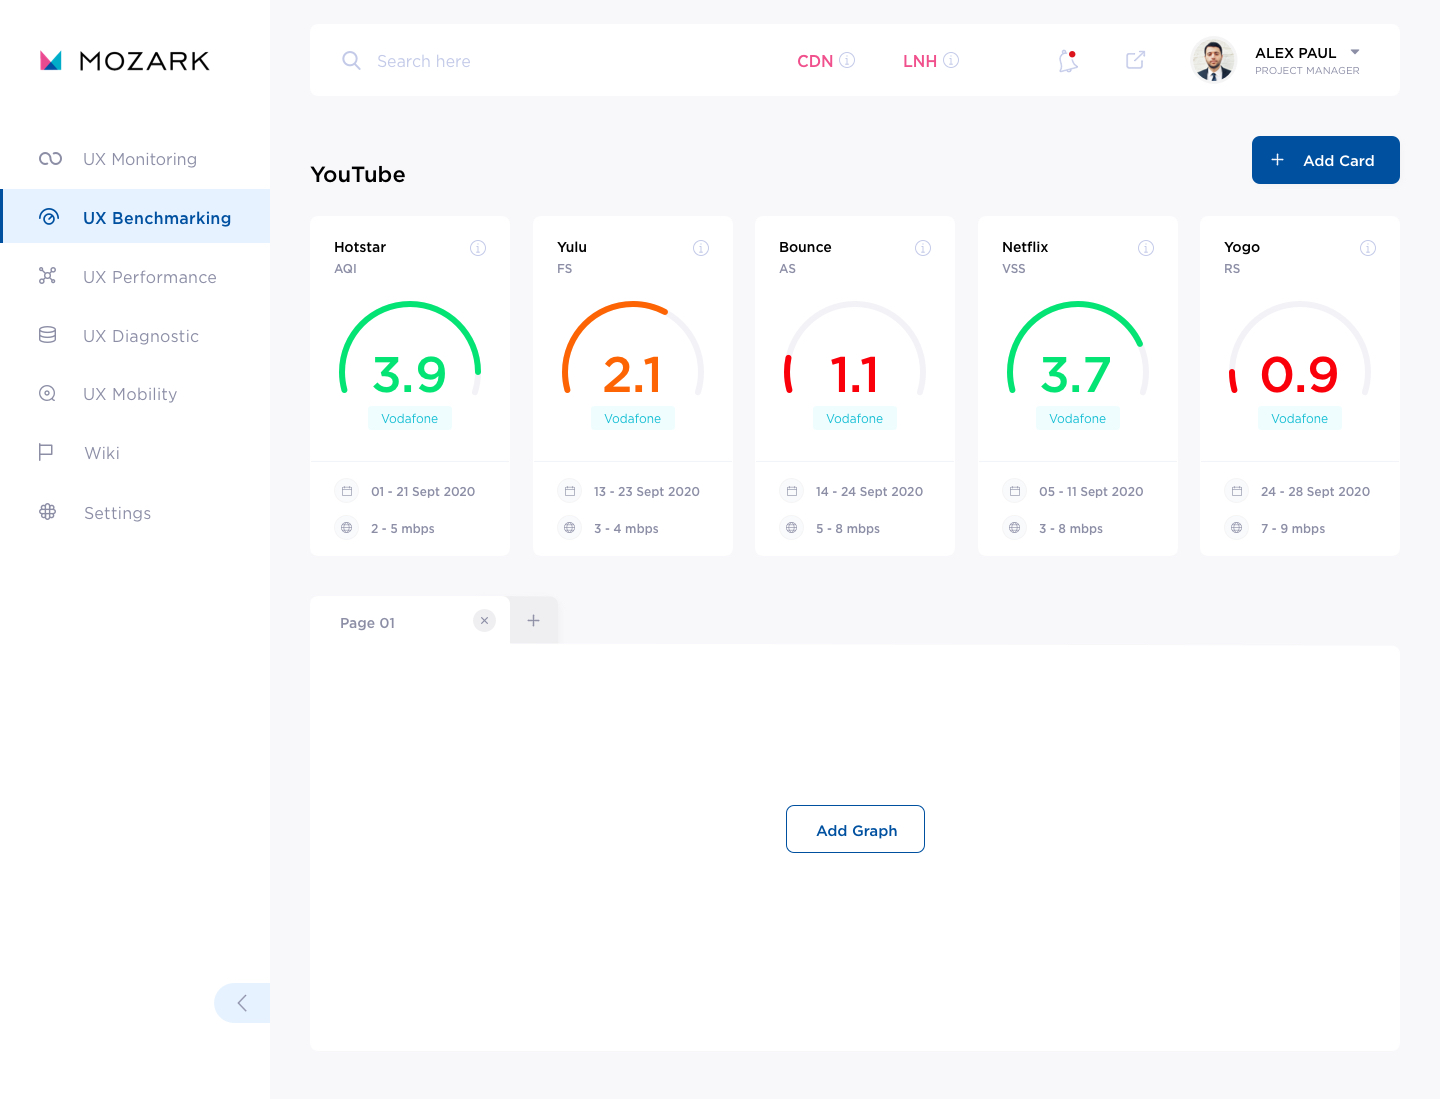 MOZARK
Search here
CDN
LNH
ALEX PAUL
PROJECT MANAGER
UX Monitoring
UX Benchmarking
UX Performance
UX Diagnostic
UX Mobility
Wiki
Settings
YouTube
+ Add Card
Hotstar
AQI
3.9
Vodafone
01 - 21 Sept 2020
2 - 5 mbps
Yulu
FS
2.1
Vodafone
13 - 23 Sept 2020
3 - 4 mbps
Bounce
AS
1.1
Vodafone
14 - 24 Sept 2020
5 - 8 mbps
Netflix
VSS
3.7
Vodafone
05 - 11 Sept 2020
3 - 8 mbps
Yogo
RS
0.9
Vodafone
24 - 28 Sept 2020
7 - 9 mbps
Page 01
Add Graph